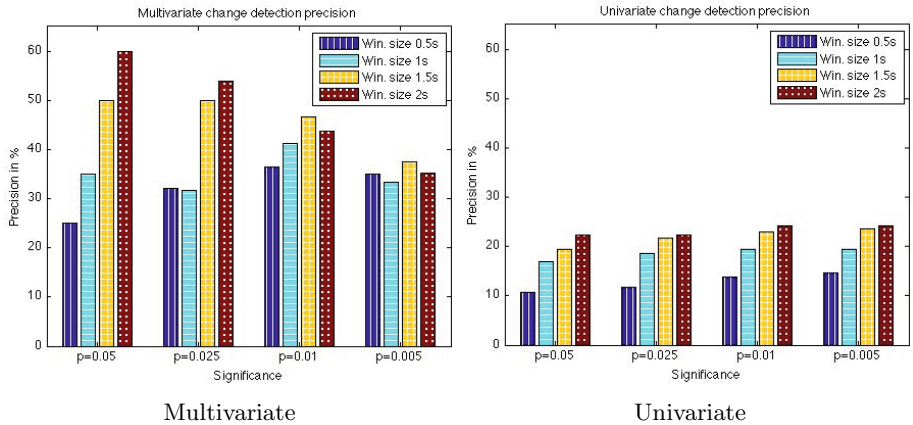 Multivariate change detection precision
Win. size 0.5s
Win. size 1s
Win. size 1.5s
Win. size 2s
60
50
40
30
20
10
0
Precision in %
p=0.05 p=0.025 p=0.01 p=0.005
Significance
Multivariate
Univariate change detection precision
Win. size 0.5s
Win. size 1s
Win. size 1.5s
Win. size 2s
60
50
40
30
20
10
0
Precision in %
p=0.05 p=0.025 p=0.01 p=0.005
Significance
Univariate